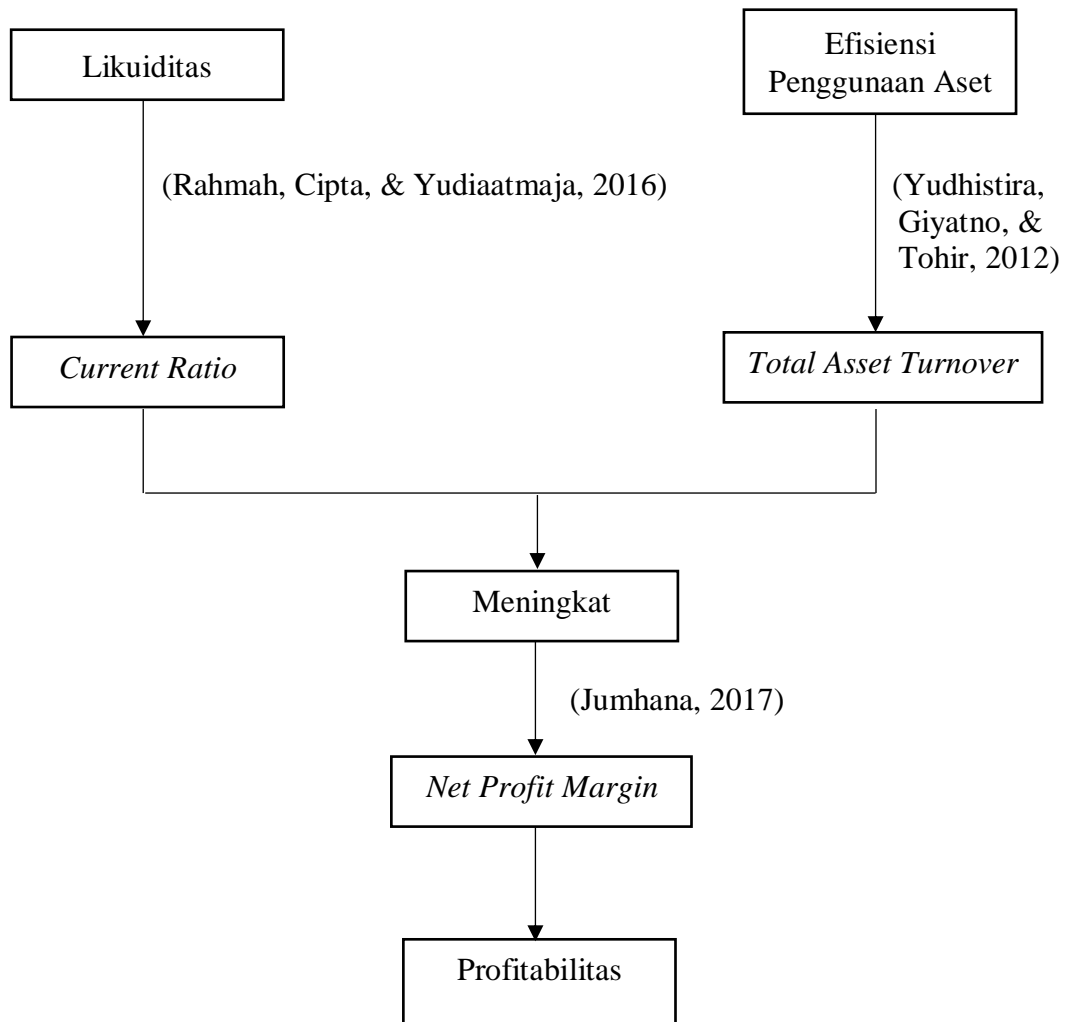 Likuiditas
Efisiensi
Penggunaan Aset
(Rahmah, Cipta, & Yudiaatmaja, 2016)
(Yudhistira,
Giyatno, &
Tohir, 2012)
Current Ratio
Total Asset Turnover
Meningkat
(Jumhana, 2017)
Net Profit Margin
Profitabilitas